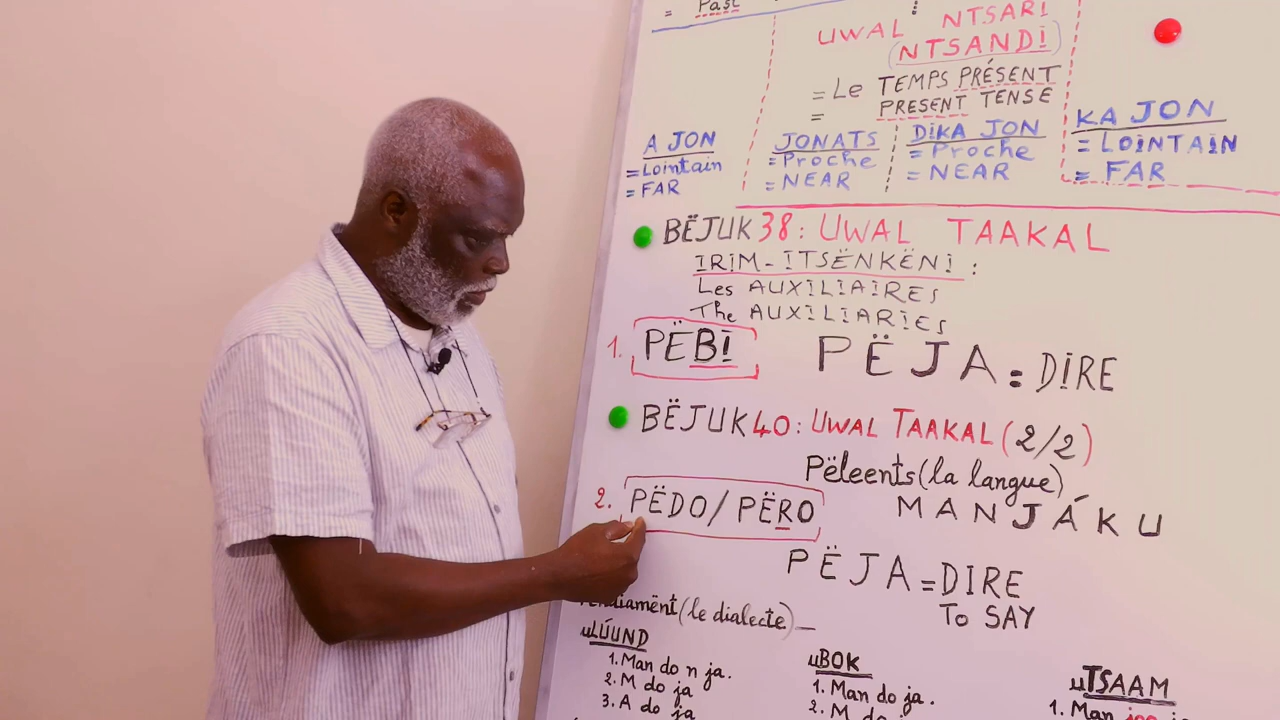 = Past
:
UWAL NTSARI
NTSANDI
= Le TEMPS PRÉSENT
= PRESENT TENSE
A JON
= Lointain
= FAR
JONATS
= Proche
= NEAR
DIKA JON
= Proche
= NEAR
KA JON
= LOINTAIN
= FAR
BËJUK 38: UWAL TAAKAL
IRIM-ITSËNKËNI:
Les AUXILIAIRES
The AUXILIARIES
1. PËBI PËJA = DIRE
BËJUK 40: UWAL TAAKAL (2/2)
Pëleents (la langue)
MANJÁKU
2. PËDO/PËRO
PËJA = DIRE
TO SAY
(le dialecte)
uLÚUND
1. Man do n ja.
2. M do ja
3. A do ja
uBOK
1. Man do ja.
2. M do
uTSAAM
1. Man